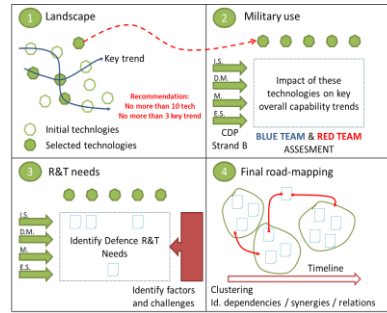 1 Landscape
Key trend
Recommendation:
No more than 10 tech
No more than 3 key trend
Initial technologies
Selected technologies
2 Military use
I.S.
D.M.
M.
E.S.
Impact of these
technologies on key
overall capability trends
CDP
Strand B
BLUE TEAM & RED TEAM
ASSESMENT
3 R&T needs
I.S.
D.M.
M.
E.S.
Identify Defence R&T
Needs
Identify factors
and challenges
4 Final road-mapping
Timeline
Clustering
Id. dependencies / synergies / relations